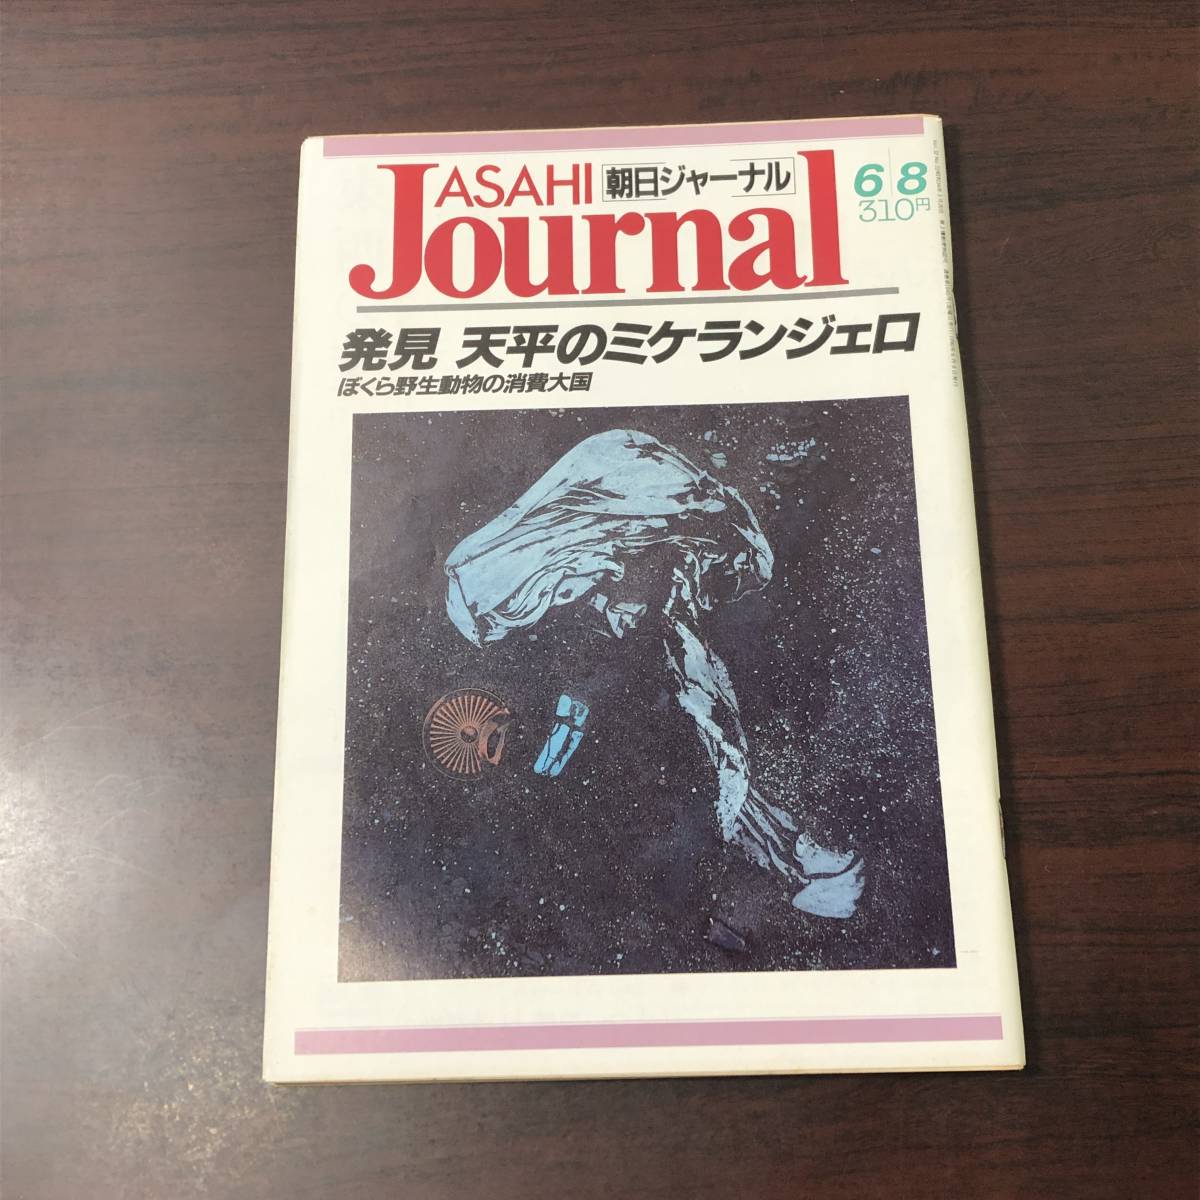 ASAHI 朝日ジャーナル
Journal
6|8
310円
発見 天平のミケランジェロ
ぼくら野生動物の消費大国